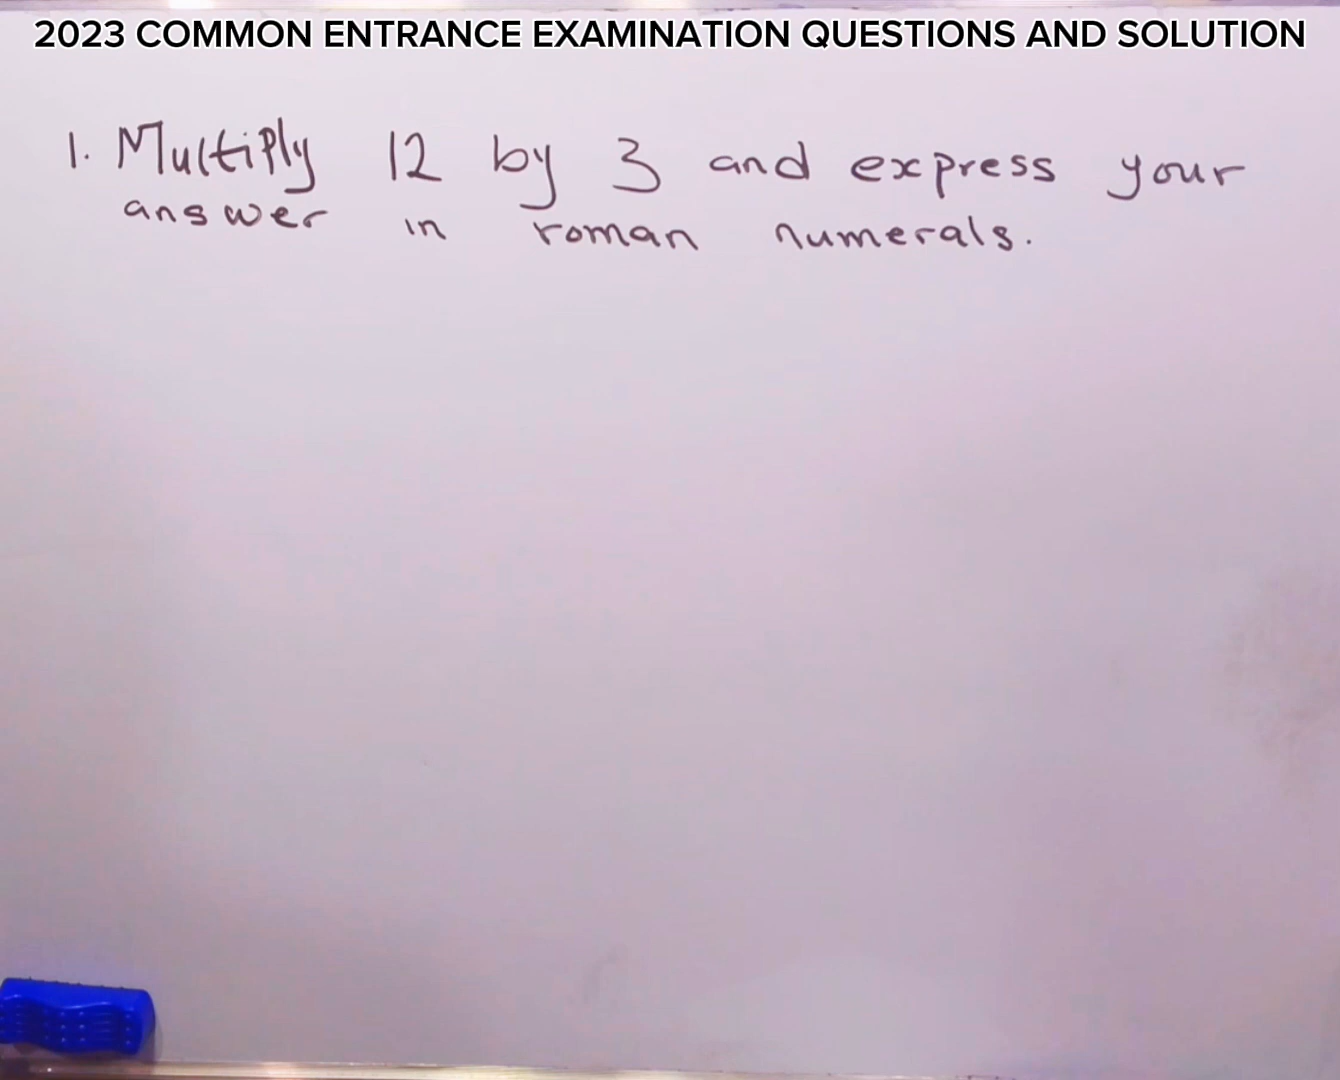 2023 COMMON ENTRANCE EXAMINATION QUESTIONS AND SOLUTION
1. Multiply 12 by 3 and express your
answer in roman numerals.